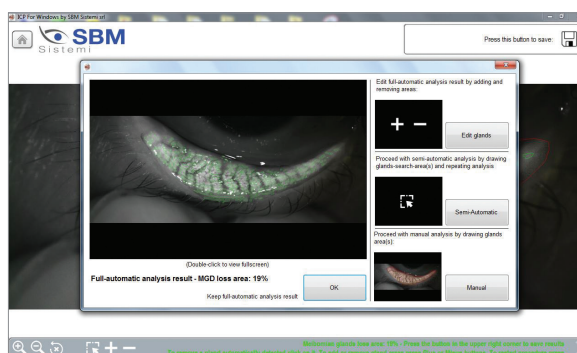 ICP For Windows by SBM Sistemi srl
SBM
Sistemi
Press this button to save:
Edit full-automatic analysis result by adding and
removing areas:
Edit glands
Proceed with semi-automatic analysis by drawing
glands-search-area(s) and repeating analysis
Semi-Automatic
Proceed with manual analysis by drawing glands
area(s):
Manual
(Double-click to view fullscreen)
Full-automatic analysis result - MGD loss area: 19%
Keep full-automatic analysis result
OK
Meibomian glands loss area: 19% - Press the button in the upper right corner to save results